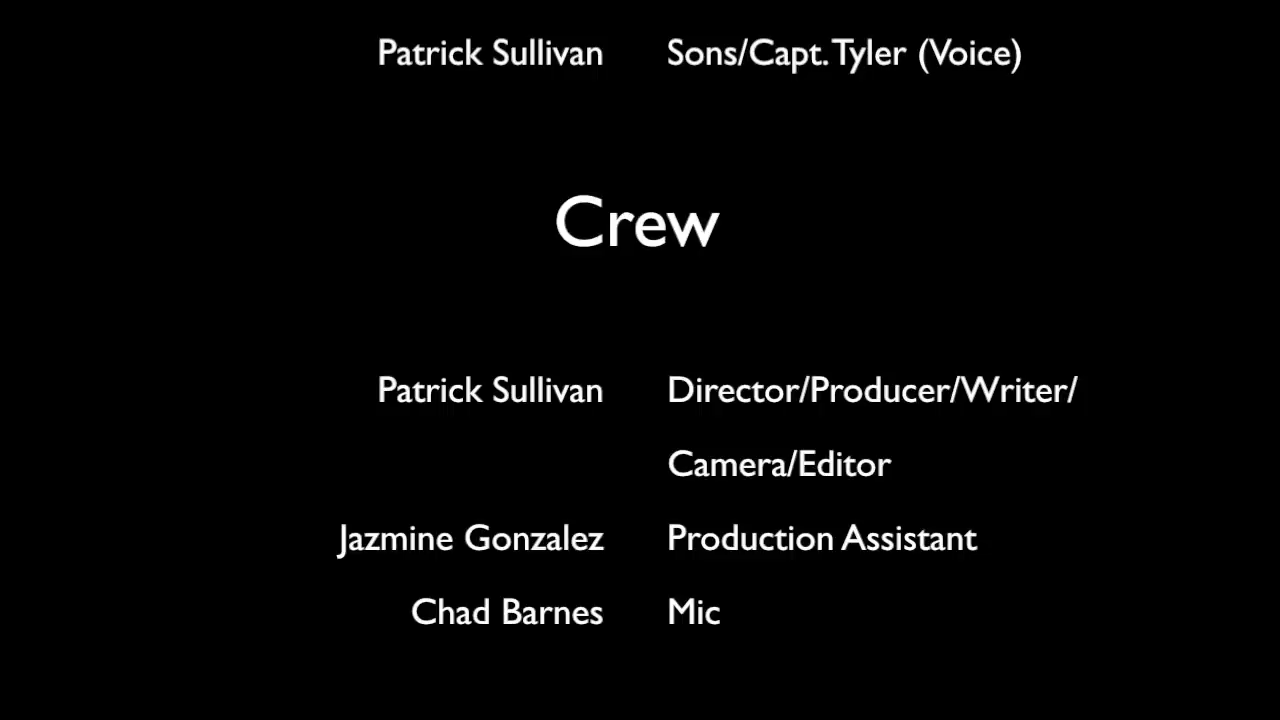 Patrick Sullivan Sons/Capt. Tyler (Voice)
Crew
Patrick Sullivan Director/Producer/Writer/
Camera/Editor
Jazmine Gonzalez Production Assistant
Chad Barnes Mic